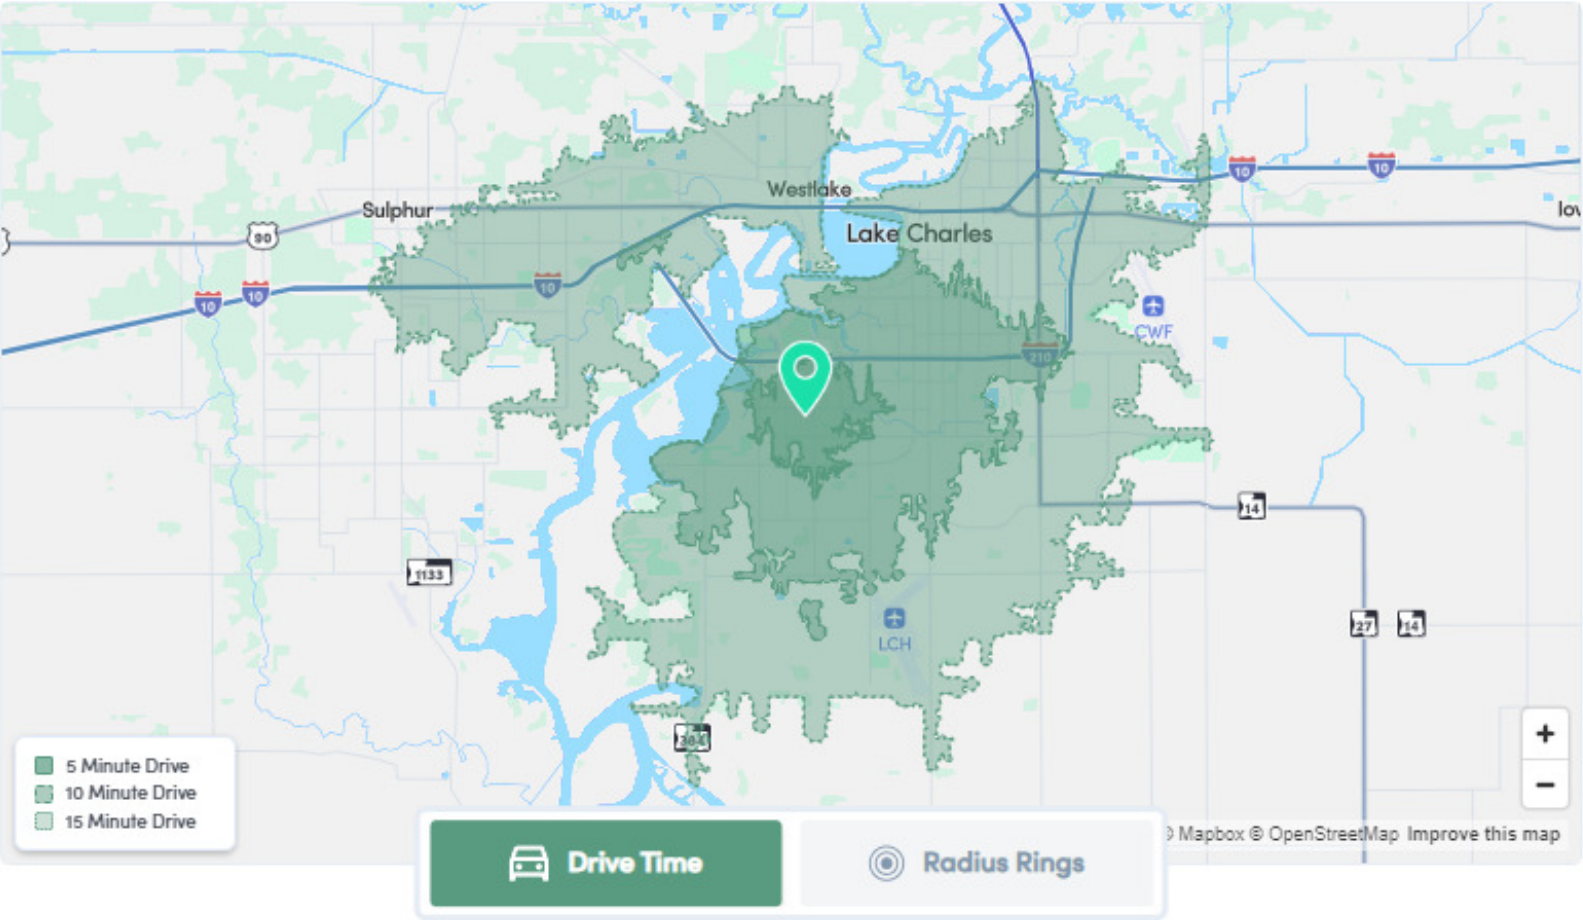 10
10
Westlake
Sulphur
90
Lake Charles
10
10
10
CWF
210
14
1133
27
14
LCH
384
5 Minute Drive
10 Minute Drive
15 Minute Drive
+
−
Mapbox © OpenStreetMap Improve this map
Drive Time
Radius Rings